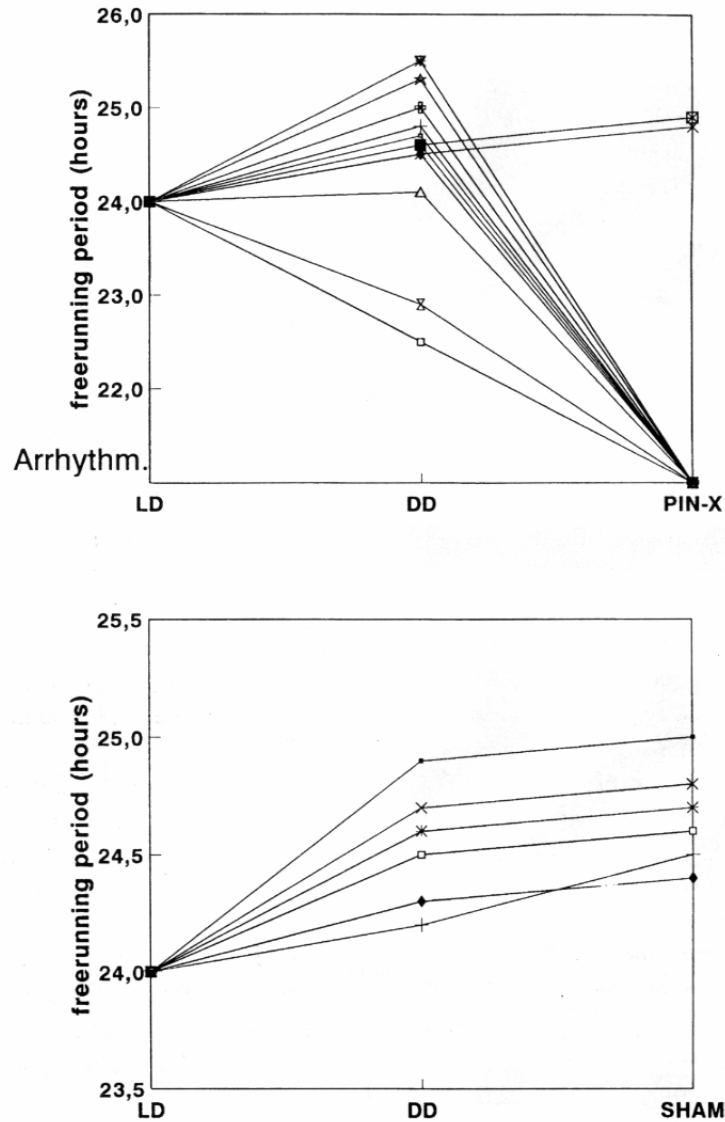 26,0
25,0
24,0
23,0
22,0
freerunning period (hours)
Arrhythm.
LD DD PIN-X
25,5
25,0
24,5
24,0
23,5
freerunning period (hours)
LD DD SHAM